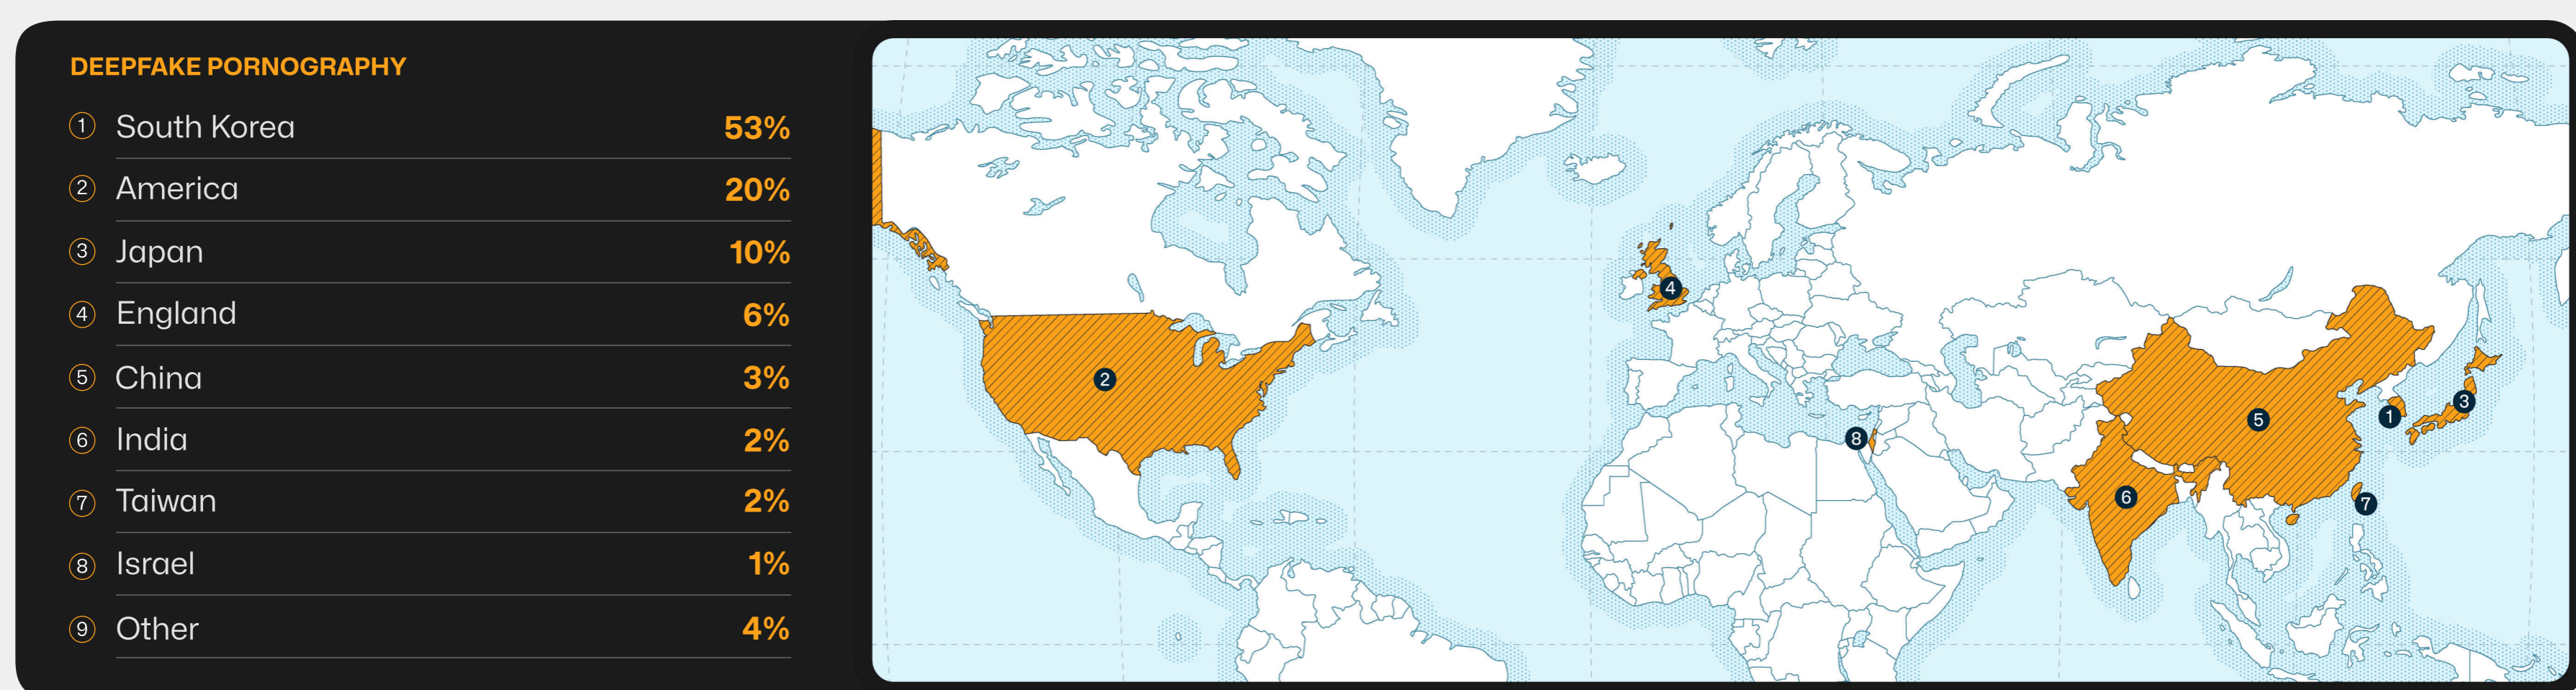 DEEPFAKE PORNOGRAPHY
1 South Korea 53%
2 America 20%
3 Japan 10%
4 England 6%
5 China 3%
6 India 2%
7 Taiwan 2%
8 Israel 1%
9 Other 4%
4
2
3
1
5
8
6
7